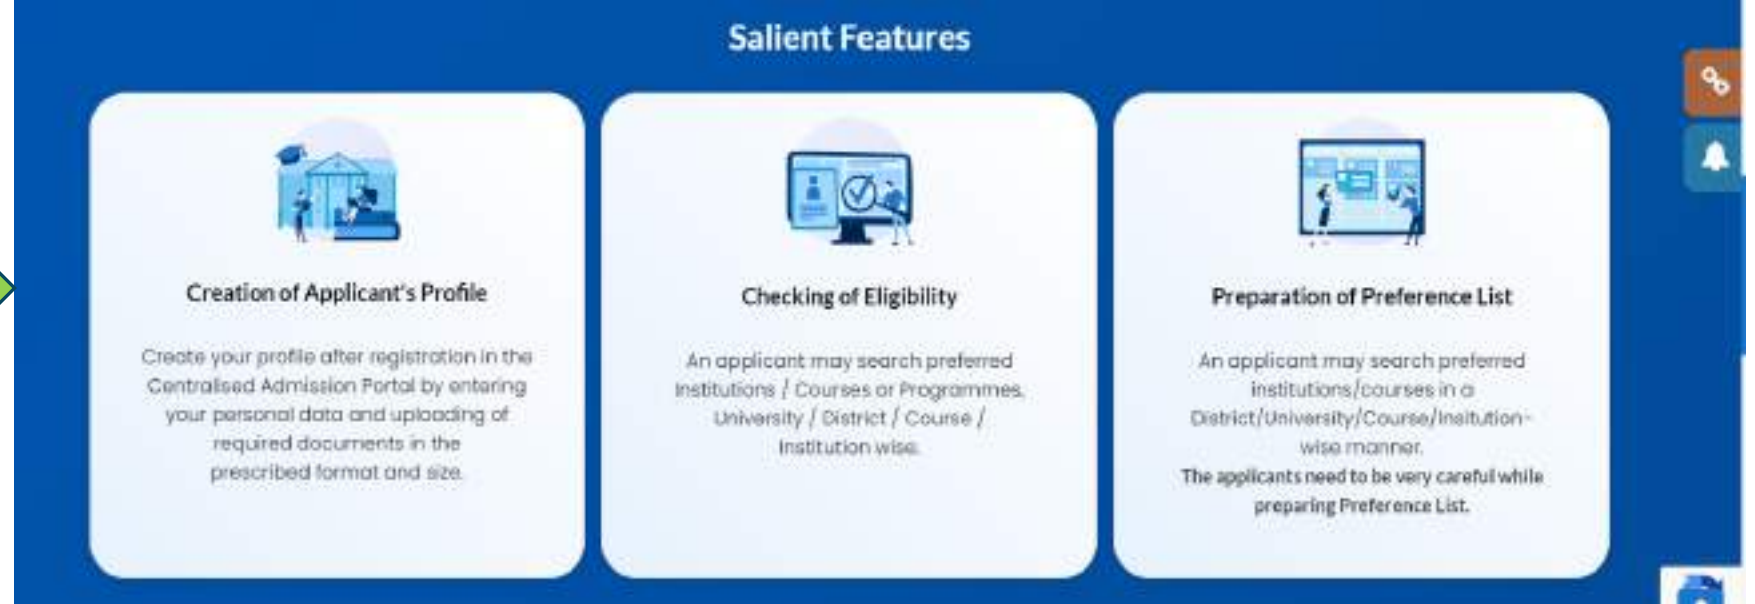 Salient Features
Creation of Applicant's Profile
Create your profile after registration in the
Centralised Admission Portal by entering
your personal data and uploading of
required documents in the
prescribed format and size.
Checking of Eligibility
An applicant may search preferred
Institutions / Courses or Programmes,
University / District / Course /
Institution wise.
Preparation of Preference List
An applicant may search preferred
institutions/courses in a
District/University/Course/Insitution-
wise manner.
The applicants need to be very careful while
preparing Preference List.